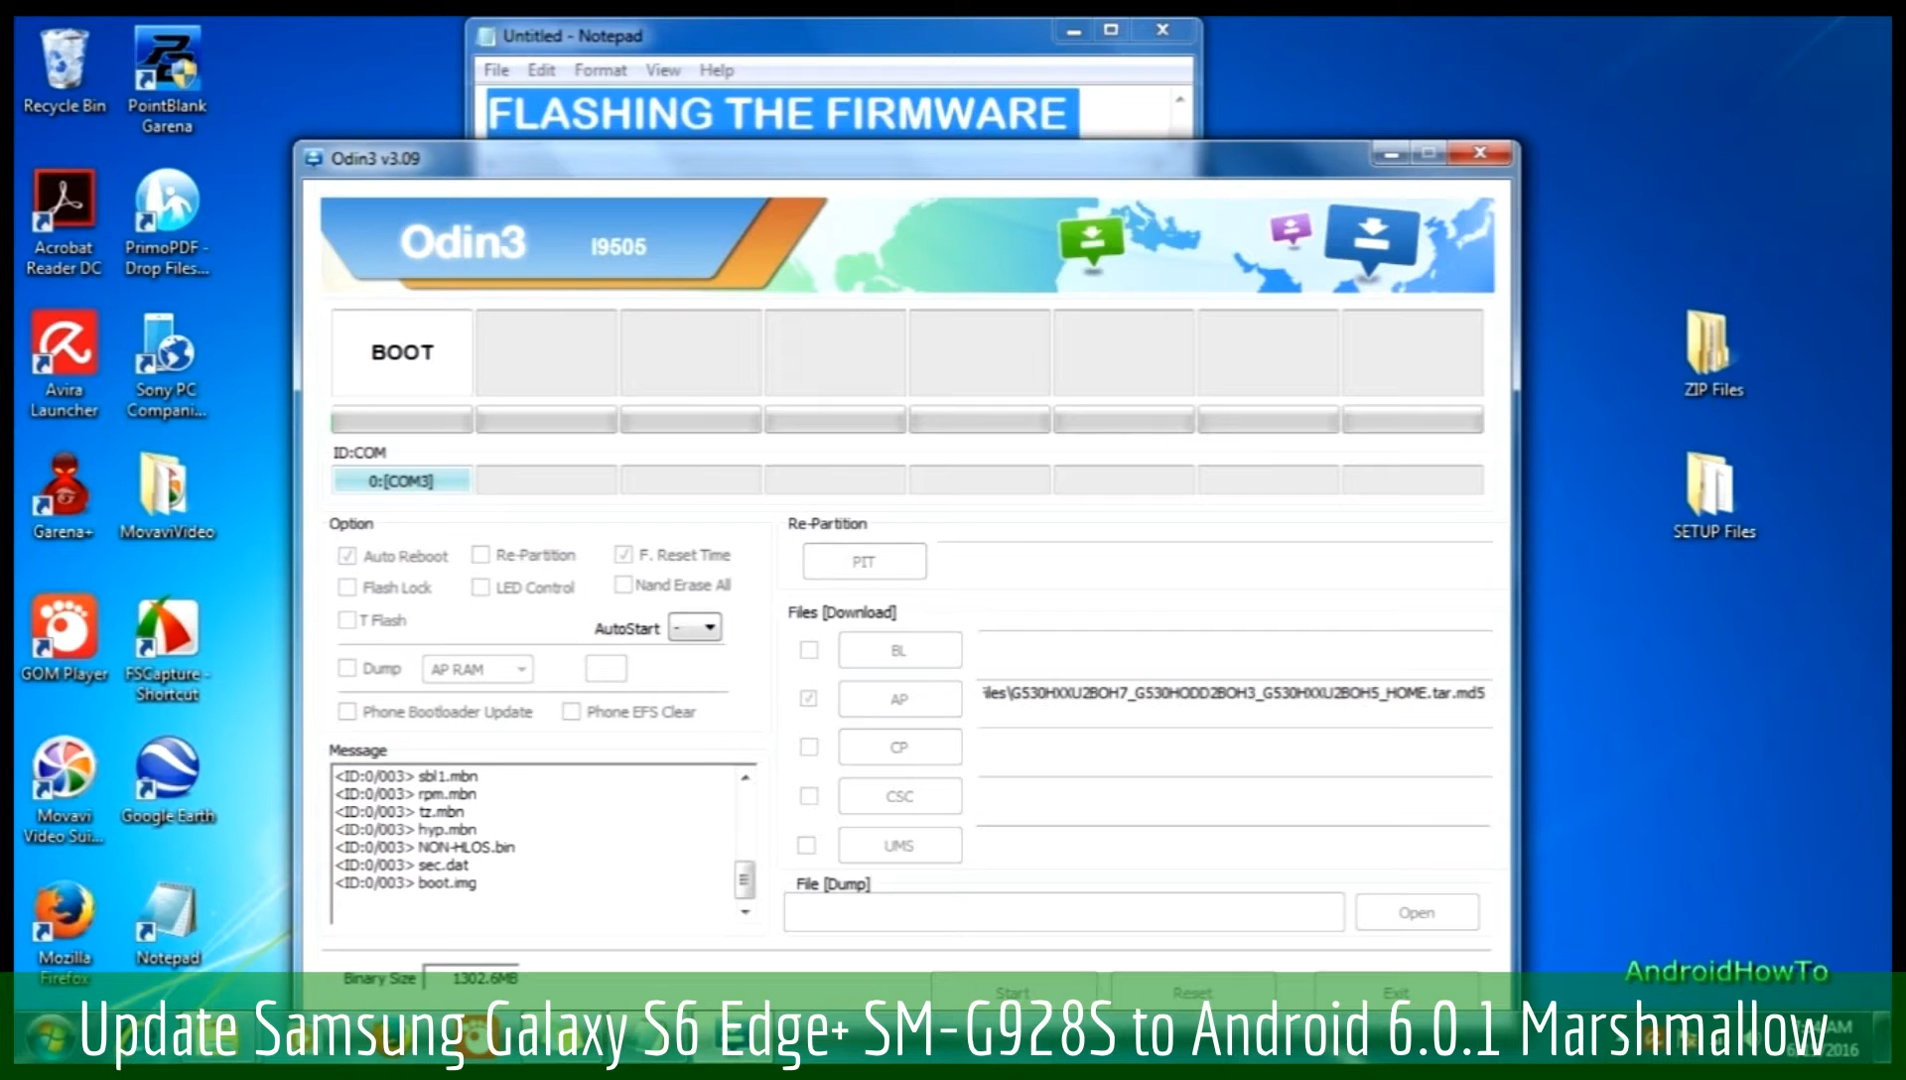 Untitled - Notepad
File Edit Format View Help
FLASHING THE FIRMWARE
Odin3 v3.09
Odin3 I9505
BOOT
ID:COM
0:[COM3]
Option
Auto Reboot Re-Partition F. Reset Time
Flash Lock LED Control Nand Erase All
T Flash
AutoStart -
Dump AP RAM
Phone Bootloader Update Phone EFS Clear
Message
<ID:0/003> sbl1.mbn
<ID:0/003> rpm.mbn
<ID:0/003> tz.mbn
<ID:0/003> hyp.mbn
<ID:0/003> NON-HLOS.bin
<ID:0/003> sec.dat
<ID:0/003> boot.img
Binary Size 1302.6MB
Re-Partition
PIT
Files [Download]
BL
AP iles\G530HXXU2BOH7_G530HODD2BOH3_G530HXXU2BOH5_HOME.tar.md5
CP
CSC
UMS
File [Dump]
Open
Start Reset Exit
Recycle Bin
PointBlank
Garena
Acrobat
Reader DC
PrimoPDF -
Drop Files...
Avira
Launcher
Sony PC
Compani...
Garena+
MovaviVideo
GOM Player
FSCapture -
Shortcut
Movavi
Video Sui...
Google Earth
Mozilla
Firefox
Notepad
ZIP Files
SETUP Files
AndroidHowTo
Update Samsung Galaxy S6 Edge+ SM-G928S to Android 6.0.1 Marshmallow